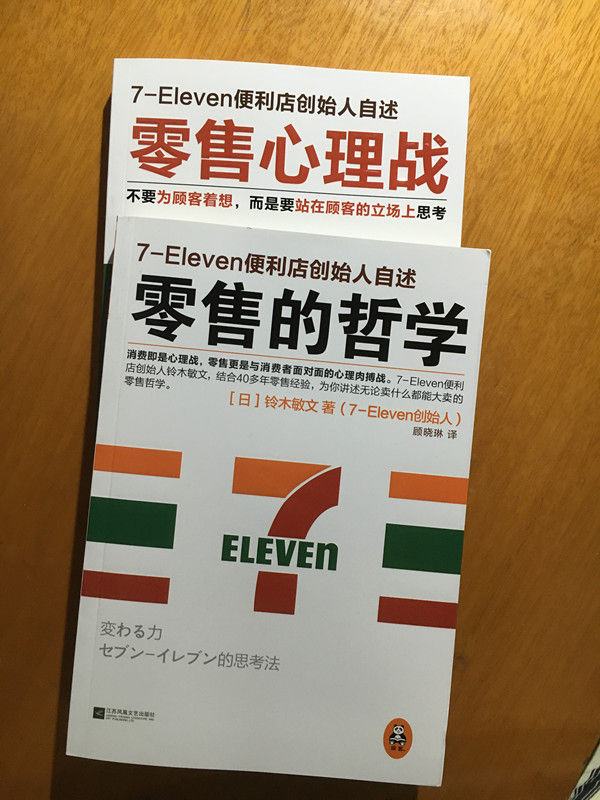 7-Eleven便利店创始人自述
零售心理战
不要为顾客着想，而是要站在顾客的立场上思考
7-Eleven便利店创始人自述
零售的哲学
消费即是心理战，零售更是与消费者面对面的心理肉搏战。7-Eleven便利
店创始人铃木敏文，结合40多年零售经验，为你讲述无论卖什么都能大卖的
零售哲学。
［日］铃木敏文 著（7-Eleven创始人）
顾晓琳 译
ELEVEn
変わる力
セブン-イレブン的思考法
江苏凤凰文艺出版社